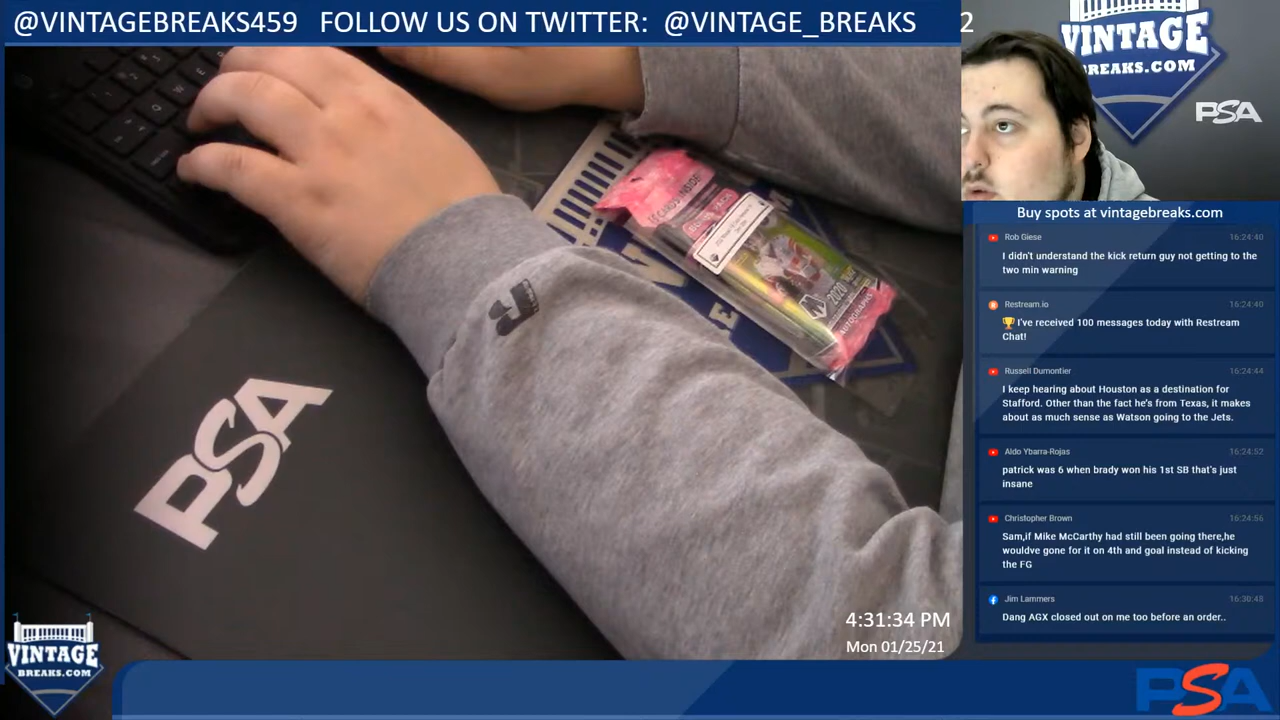 @VINTAGEBREAKS459 FOLLOW US ON TWITTER: @VINTAGE_BREAKS 2
VINTAGE
BREAKS.COM
PSA
Buy spots at vintagebreaks.com
Rob Giese 16:24:40
I didn't understand the kick return guy not getting to the
two min warning
Restream.io 16:24:40
🏆 I've received 100 messages today with Restream
Chat!
Russell Dumontier 16:24:44
I keep hearing about Houston as a destination for
Stafford. Other than the fact he's from Texas, it makes
about as much sense as Watson going to the Jets.
Aldo Ybarra-Rojas 16:24:52
patrick was 6 when brady won his 1st SB that's just
insane
Christopher Brown 16:24:56
Sam,if Mike McCarthy had still been going there,he
wouldve gone for it on 4th and goal instead of kicking
the FG
Jim Lammers 16:30:48
Dang AGX closed out on me too before an order..
INSIDE!
2020
AUTOGRAPHS
PSA
4:31:34 PM
Mon 01/25/21
VINTAGE
BREAKS.COM
PSA